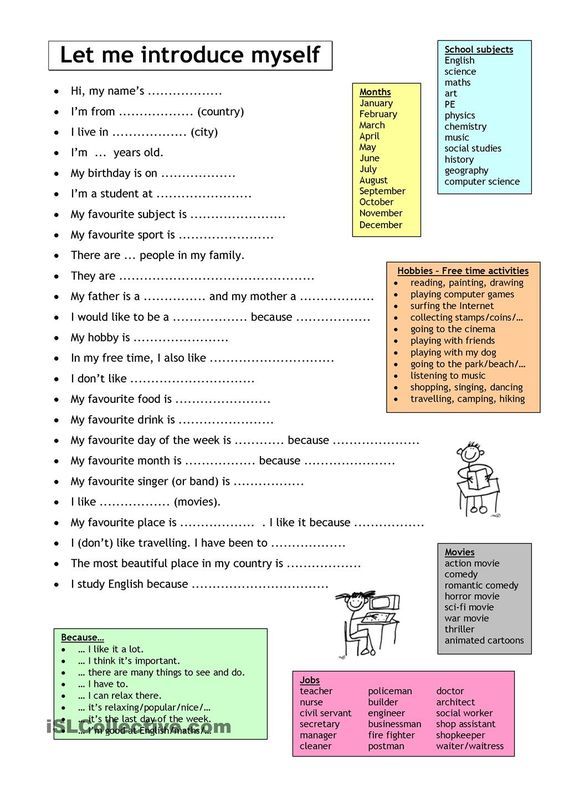 Let me introduce myself
• Hi, my name's .................
• I'm from .................. (country)
• I live in .................. (city)
• I'm ... years old.
• My birthday is on ..................
• I'm a student at .......................
• My favourite subject is .......................
• My favourite sport is .......................
• There are ... people in my family.
• They are ...............................................
• My father is a ............... and my mother a ..................
• I would like to be a .................. because ..................
• My hobby is .......................
• In my free time, I also like ..............................
• I don't like ..............................
• My favourite food is .......................
• My favourite drink is .......................
• My favourite day of the week is ............ because .....................
• My favourite month is ................. because ......................
• My favourite singer (or band) is .................
• I like ................. (movies).
• My favourite place is .................. . I like it because .................
• I (don't) like travelling. I have been to ..................
• The most beautiful place in my country is ..................
• I study English because .................................
Months
January
February
March
April
May
June
July
August
September
October
November
December
School subjects
English
science
maths
art
PE
physics
chemistry
music
social studies
history
geography
computer science
Hobbies – Free time activities
• reading, painting, drawing
• playing computer games
• surfing the Internet
• collecting stamps/coins/…
• going to the cinema
• playing with friends
• playing with my dog
• going to the park/beach/…
• listening to music
• shopping, singing, dancing
• travelling, camping, hiking
Movies
action movie
comedy
romantic comedy
horror movie
sci-fi movie
war movie
thriller
animated cartoons
Because…
• … I like it a lot.
• … I think it's important.
• … there are many things to see and do.
• … I have to.
• … I can relax there.
• … it's relaxing/popular/nice/…
• … it's the last day of the week.
• … I'm good at English/maths/…
iSLCollective.com
Jobs
teacher policeman doctor
nurse builder architect
civil servant engineer social worker
secretary businessman shop assistant
manager fire fighter shopkeeper
cleaner postman waiter/waitress